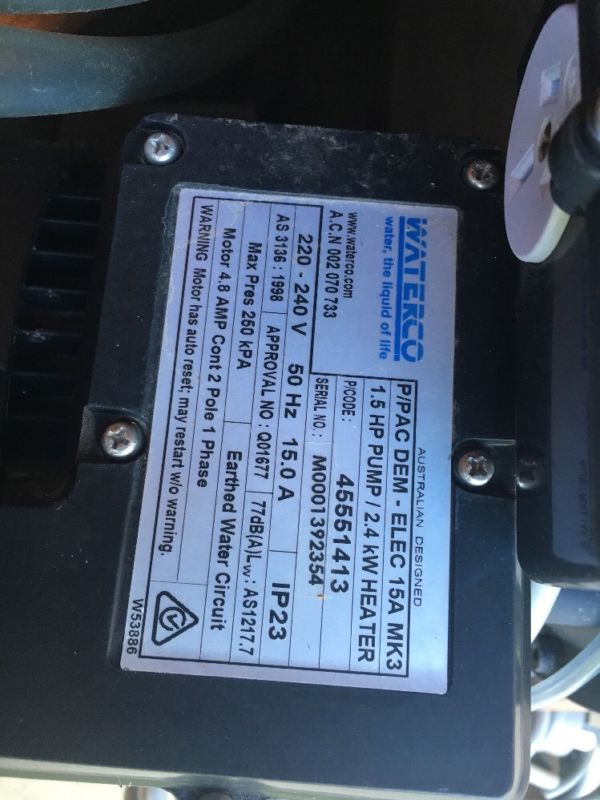 AUSTRALIAN DESIGNED
WATERCO
water, the liquid of life
www.waterco.com
A.C.N 002 070 733
P/PAC DEM - ELEC 15A MK3
1.5 HP PUMP / 2.4 kW HEATER
P/CODE: 45551413
SERIAL NO.: M0001392354
220 - 240 V 50 Hz 15.0 A IP23
AS 3136 : 1998 APPROVAL NO : Q01677 77dB(A)Lw: AS1217.7
Max Pres 250 kPA Earthed Water Circuit
Motor 4.8 AMP Cont 2 Pole 1 Phase
WARNING Motor has auto reset; may restart w/o warning.
W53886